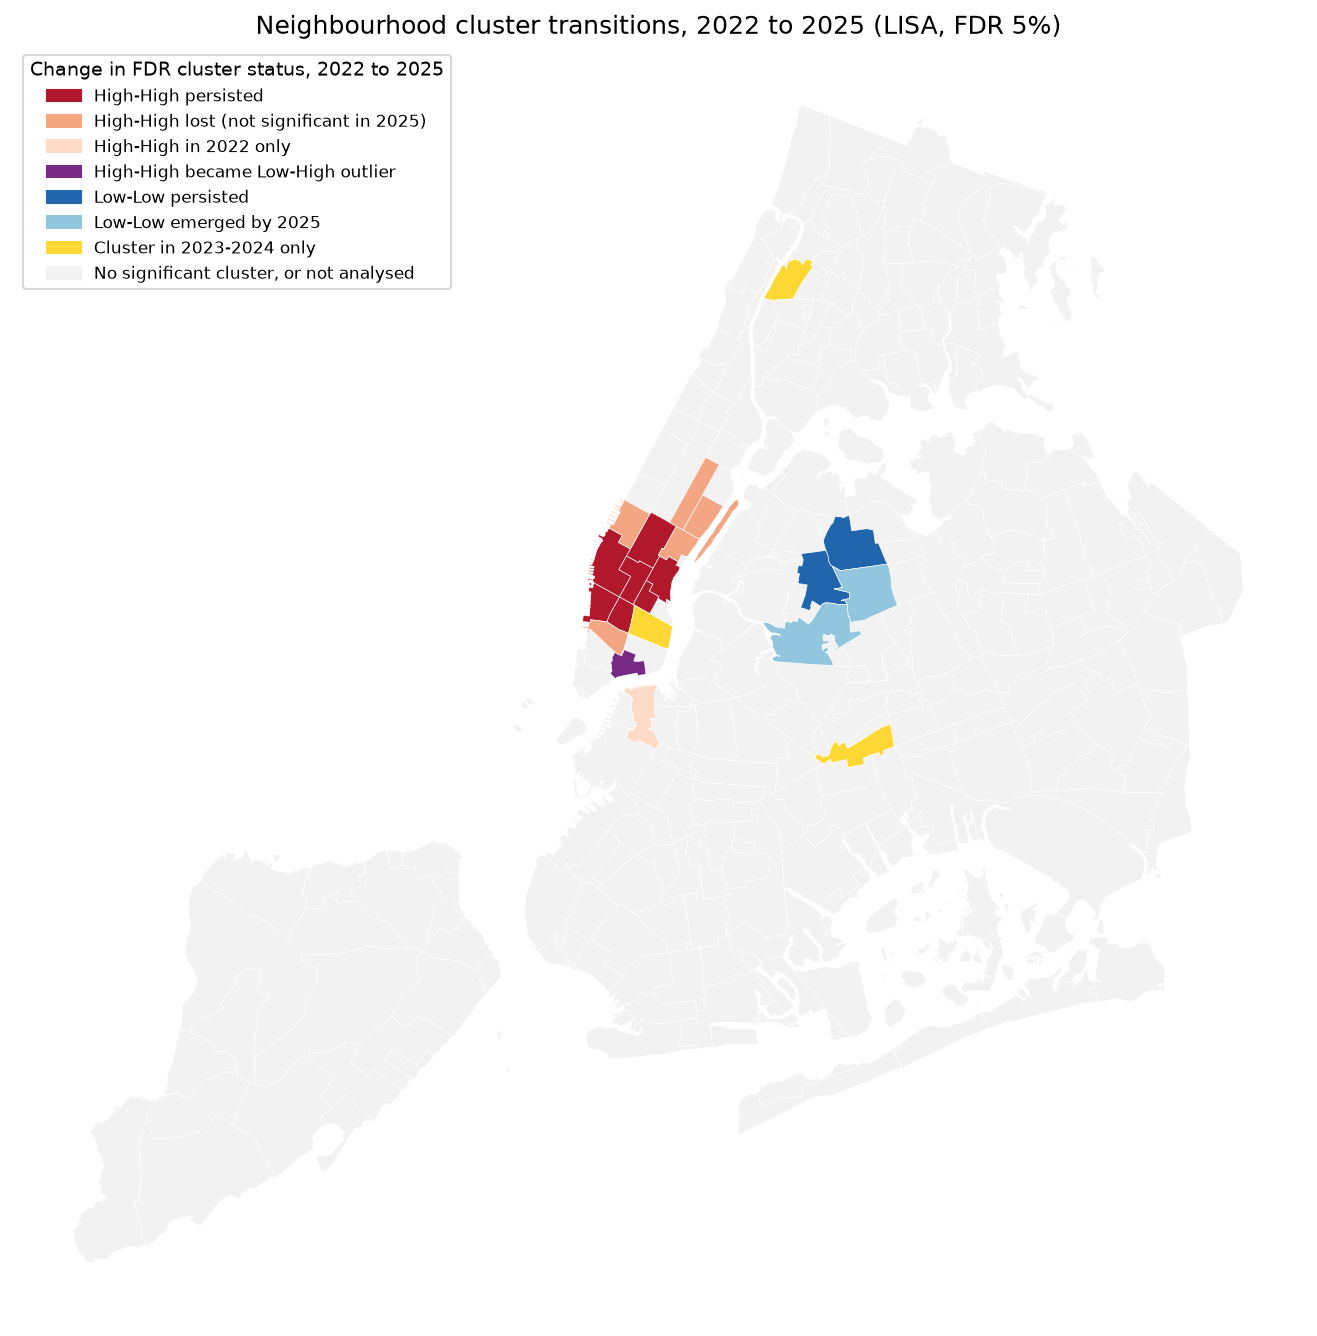 Neighbourhood cluster transitions, 2022 to 2025 (LISA, FDR 5%)
Change in FDR cluster status, 2022 to 2025
High-High persisted
High-High lost (not significant in 2025)
High-High in 2022 only
High-High became Low-High outlier
Low-Low persisted
Low-Low emerged by 2025
Cluster in 2023-2024 only
No significant cluster, or not analysed